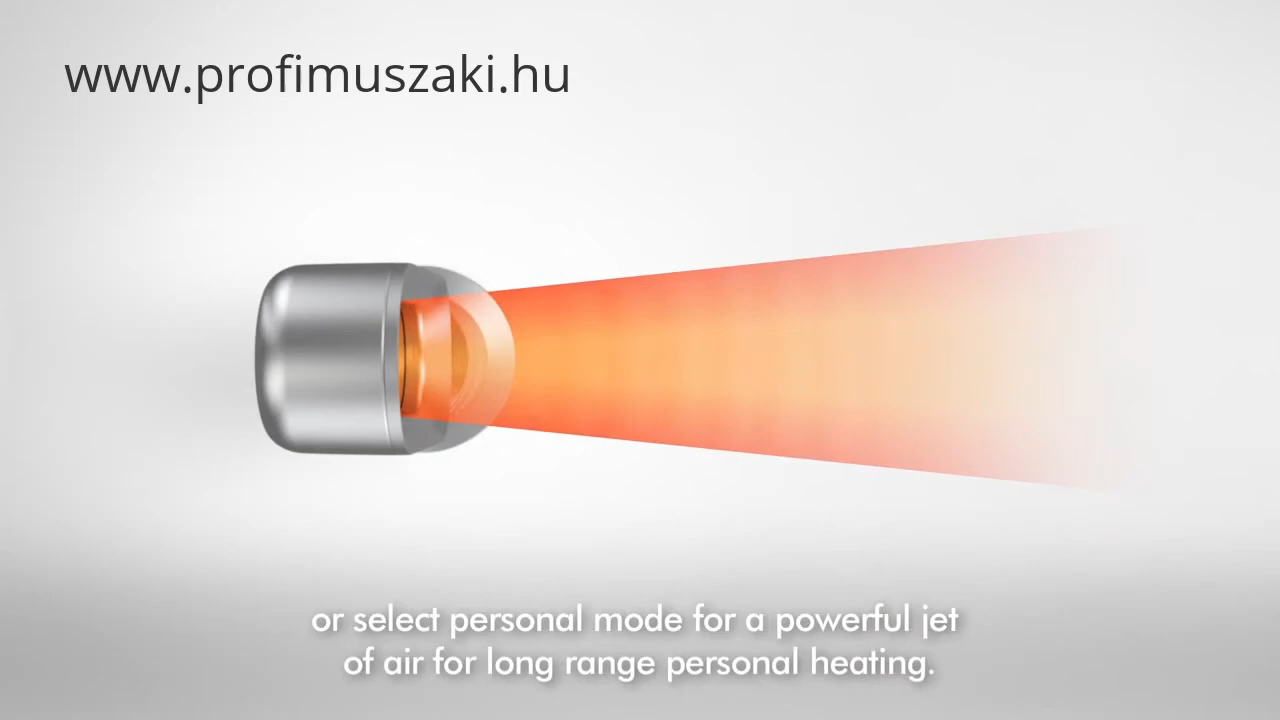 www.profimuszaki.hu
or select personal mode for a powerful jet
of air for long range personal heating.